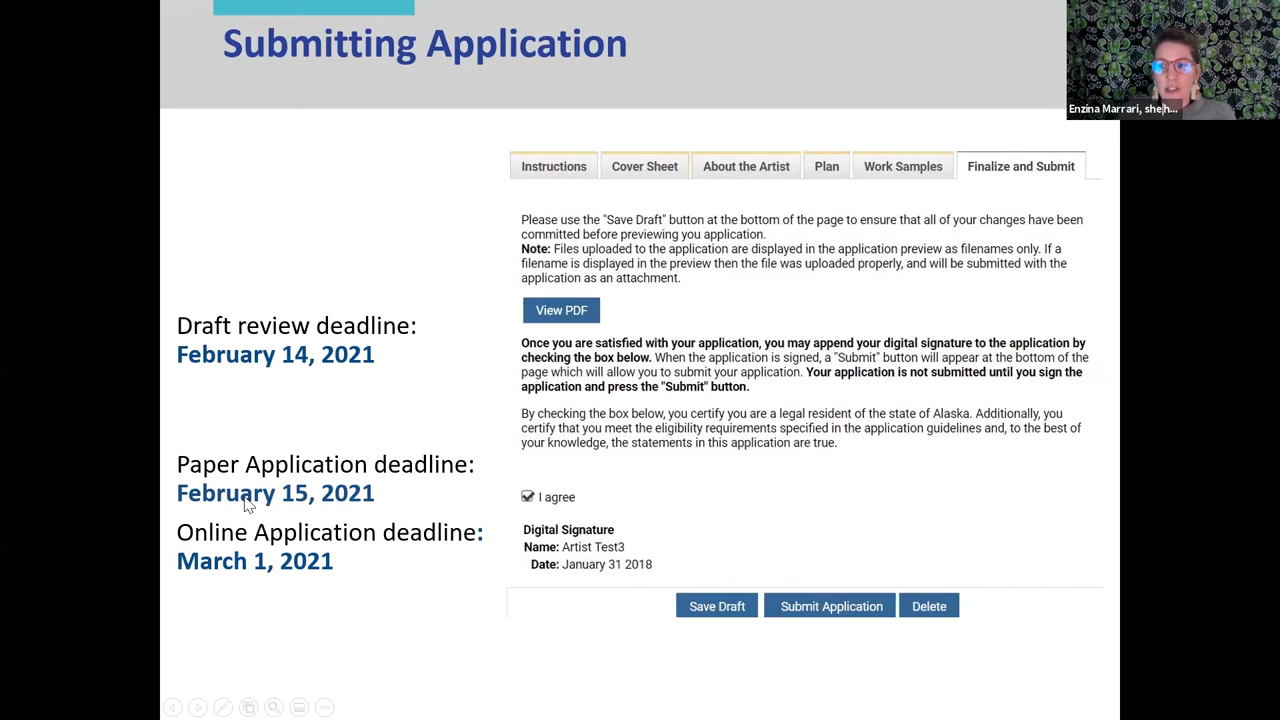 Submitting Application
Enzina Marrari, she|h...
Instructions
Cover Sheet
About the Artist
Plan
Work Samples
Finalize and Submit
Please use the "Save Draft" button at the bottom of the page to ensure that all of your changes have been
committed before previewing you application.
Note: Files uploaded to the application are displayed in the application preview as filenames only. If a
filename is displayed in the preview then the file was uploaded properly, and will be submitted with the
application as an attachment.
View PDF
Once you are satisfied with your application, you may append your digital signature to the application by
checking the box below. When the application is signed, a "Submit" button will appear at the bottom of the
page which will allow you to submit your application. Your application is not submitted until you sign the
application and press the "Submit" button.
By checking the box below, you certify you are a legal resident of the state of Alaska. Additionally, you
certify that you meet the eligibility requirements specified in the application guidelines and, to the best of
your knowledge, the statements in this application are true.
I agree
Digital Signature
Name: Artist Test3
Date: January 31 2018
Save Draft
Submit Application
Delete
Draft review deadline:
February 14, 2021
Paper Application deadline:
February 15, 2021
Online Application deadline:
March 1, 2021